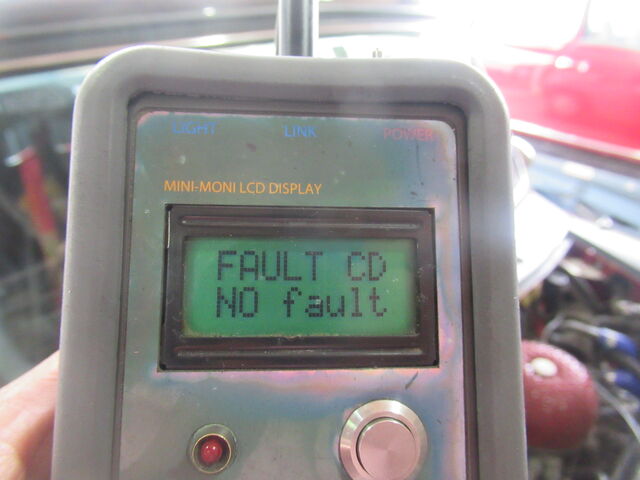 LIGHT LINK POWER
MINI-MONI LCD DISPLAY
FAULT CD
NO fault